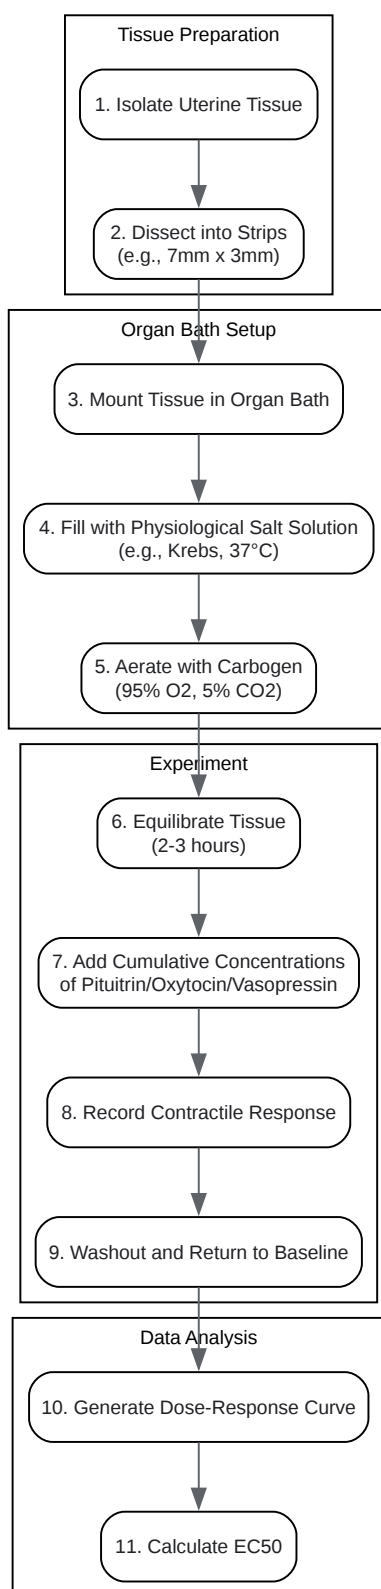 Tissue Preparation
1. Isolate Uterine Tissue
2. Dissect into Strips
(e.g., 7mm x 3mm)
Organ Bath Setup
3. Mount Tissue in Organ Bath
4. Fill with Physiological Salt Solution
(e.g., Krebs, 37°C)
5. Aerate with Carbogen
(95% O2, 5% CO2)
Experiment
6. Equilibrate Tissue
(2-3 hours)
7. Add Cumulative Concentrations
of Pituitrin/Oxytocin/Vasopressin
8. Record Contractile Response
9. Washout and Return to Baseline
Data Analysis
10. Generate Dose-Response Curve
11. Calculate EC50